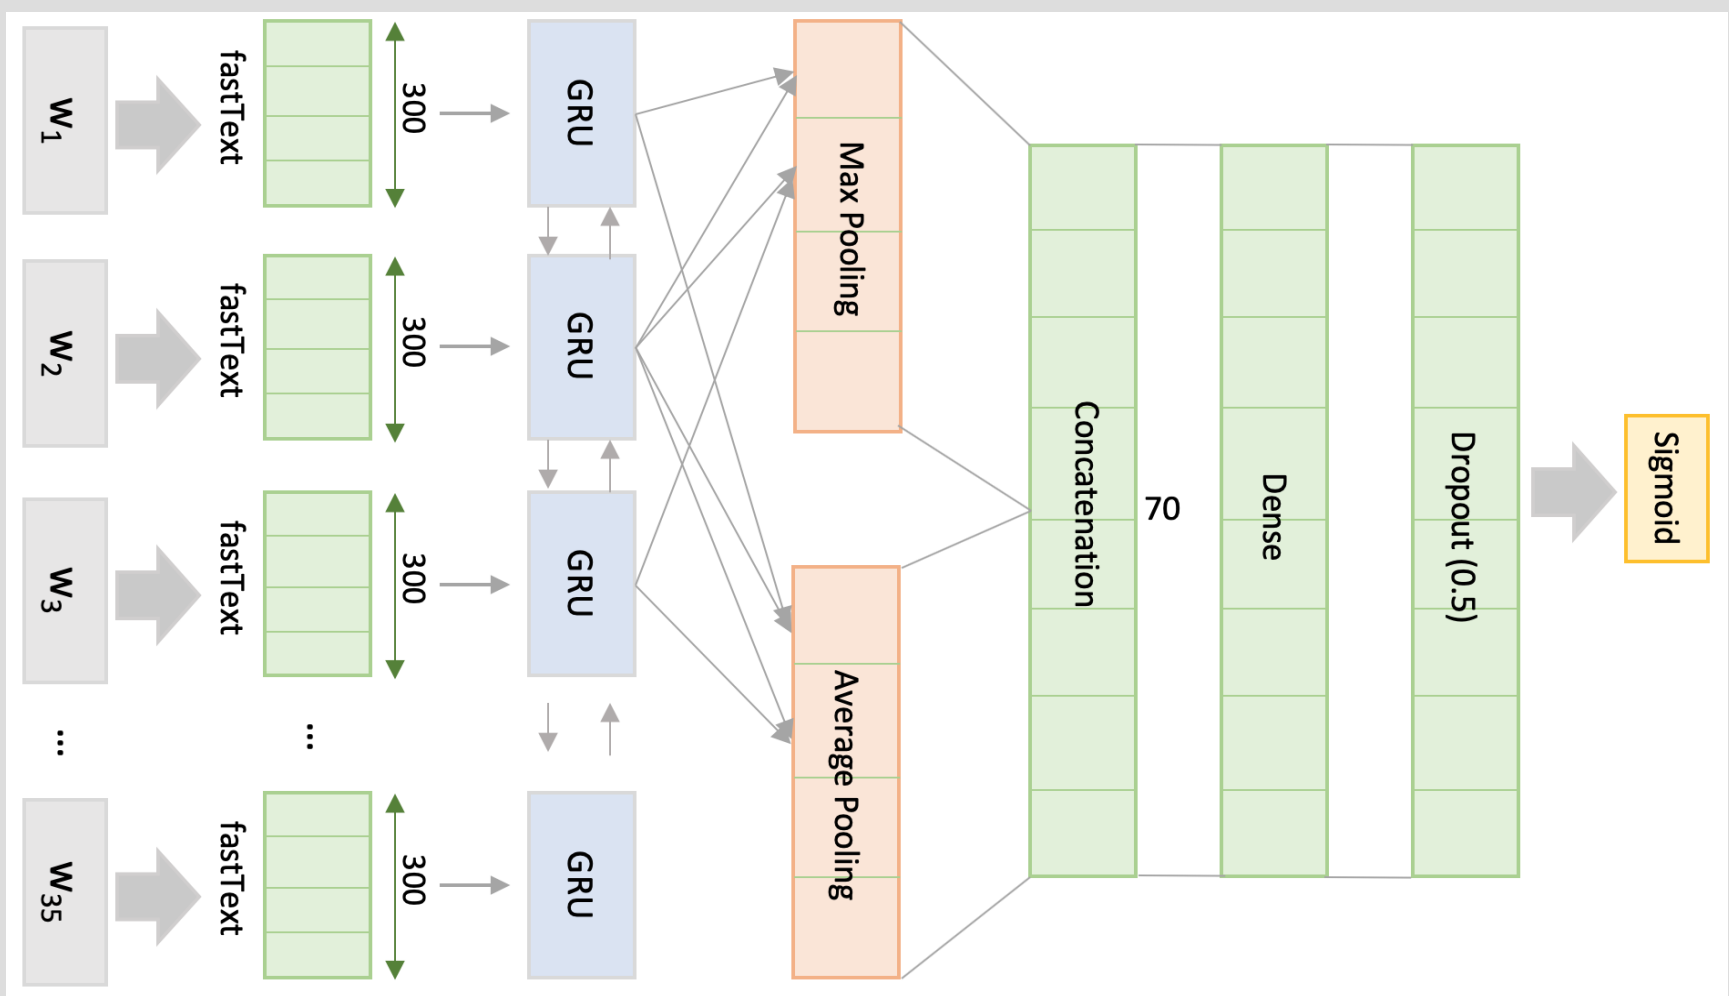 W1
fastText
300
GRU
W2
fastText
300
GRU
W3
fastText
300
GRU
...
...
W35
fastText
300
GRU
Max Pooling
Average Pooling
Concatenation
70
Dense
Dropout (0.5)
Sigmoid